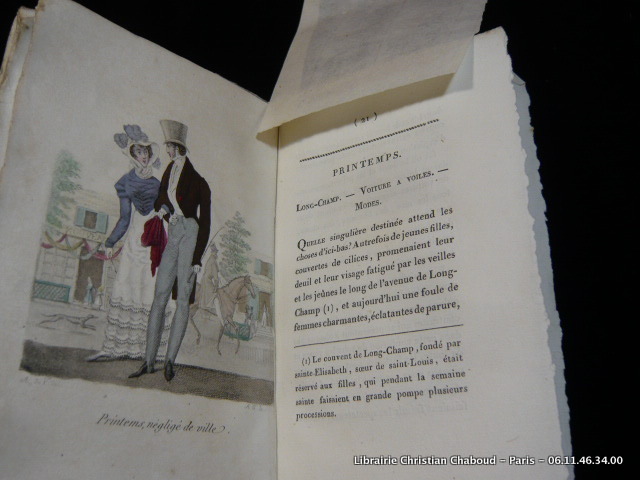 Printems, négligé de ville.
( 21 )
PRINTEMPS.
LONG-CHAMP. — VOITURE A VOILES. —
MODES.
QUELLE singulière destinée attend les
choses d'ici-bas! Autrefois de jeunes filles,
couvertes de cilices, promenaient leur
deuil et leur visage fatigué par les veilles
et les jeûnes le long de l'avenue de Long-
Champ (1), et aujourd'hui une foule de
femmes charmantes, éclatantes de parure,
(1) Le couvent de Long-Champ, fondé par
sainte-Elisabeth, sœur de saint-Louis, était
réservé aux filles, qui pendant la semaine
sainte faisaient en grande pompe plusieurs
processions.
Librairie Christian Chaboud – Paris – 06.11.46.34.00